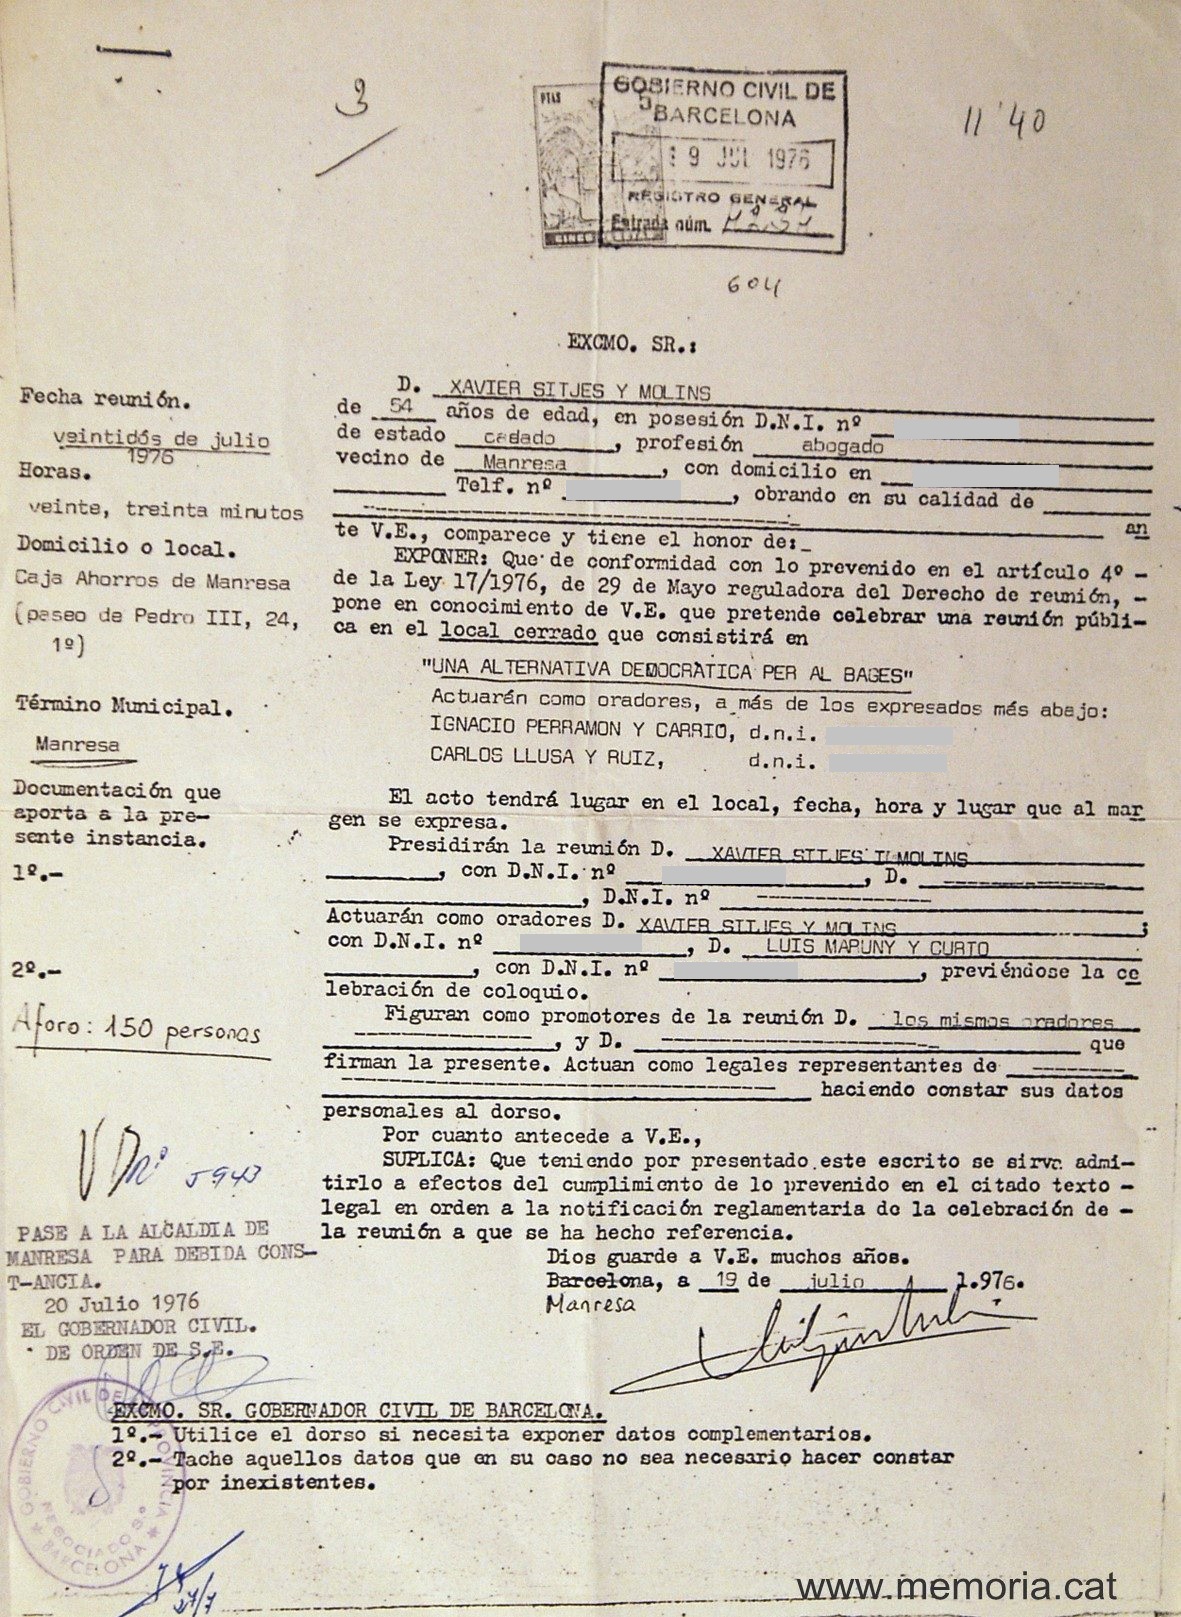 3
PTAS
GOBIERNO CIVIL DE
BARCELONA
19 JUL 1976
REGISTRO GENERAL
Entrada núm.
11'40
604
EXCMO. SR.:
D. XAVIER SITJES Y MOLINS
de 54 años de edad, en posesión D.N.I. nº
de estado casado, profesión abogado
vecino de Manresa, con domicilio en
Telf. nº , obrando en su calidad de
an
te V.E., comparece y tiene el honor de:
EXPONER: Que de conformidad con lo prevenido en el artículo 4º -
de la Ley 17/1976, de 29 de Mayo reguladora del Derecho de reunión, -
pone en conocimiento de V.E. que pretende celebrar una reunión públi-
ca en el local cerrado que consistirá en
"UNA ALTERNATIVA DEMOCRÀTICA PER AL BAGES"
Actuarán como oradores, a más de los expresados más abajo:
IGNACIO PERRAMON Y CARRIO, d.n.i.
CARLOS LLUSA Y RUIZ, d.n.i.
El acto tendrá lugar en el local, fecha, hora y lugar que al mar
gen se expresa.
Presidirán la reunión D. XAVIER SITJES Y MOLINS
, con D.N.I. nº , D.
, D.N.I. nº
Actuarán como oradores D. XAVIER SITJES Y MOLINS ;
con D.N.I. nº , D. LUIS MARUNY Y CURTO
, con D.N.I. nº , previéndose la ce
lebración de coloquio.
Figuran como promotores de la reunión D. los mismos oradores
, y D. que
firman la presente. Actuan como legales representantes de
haciendo constar sus datos
personales al dorso.
Por cuanto antecede a V.E.,
SUPLICA: Que teniendo por presentado este escrito se sirva admi-
tirlo a efectos del cumplimiento de lo prevenido en el citado texto -
legal en orden a la notificación reglamentaria de la celebración de -
la reunión a que se ha hecho referencia.
Dios guarde a V.E. muchos años.
Barcelona, a 19 de julio 1.976.
Manresa
Fecha reunión.
veintidós de julio
1976
Horas.
veinte, treinta minutos
Domicilio o local.
Caja Ahorros de Manresa
(paseo de Pedro III, 24,
1º)
Término Municipal.
Manresa
Documentación que
aporta a la pre-
sente instancia.
1º.-
2º.-
Aforo: 150 personas
5943
PASE A LA ALCALDIA DE
MANRESA PARA DEBIDA CONS-
T-ANCIA.
20 Julio 1976
EL GOBERNADOR CIVIL.
DE ORDEN DE S.E.
EXCMO. SR. GOBERNADOR CIVIL DE BARCELONA.
1º.- Utilice el dorso si necesita exponer datos complementarios.
2º.- Tache aquellos datos que en su caso no sea necesario hacer constar
por inexistentes.
GOBIERNO CIVIL DE LA PROVINCIA
NEGOCIADO
BARCELONA
27/7
www.memoria.cat